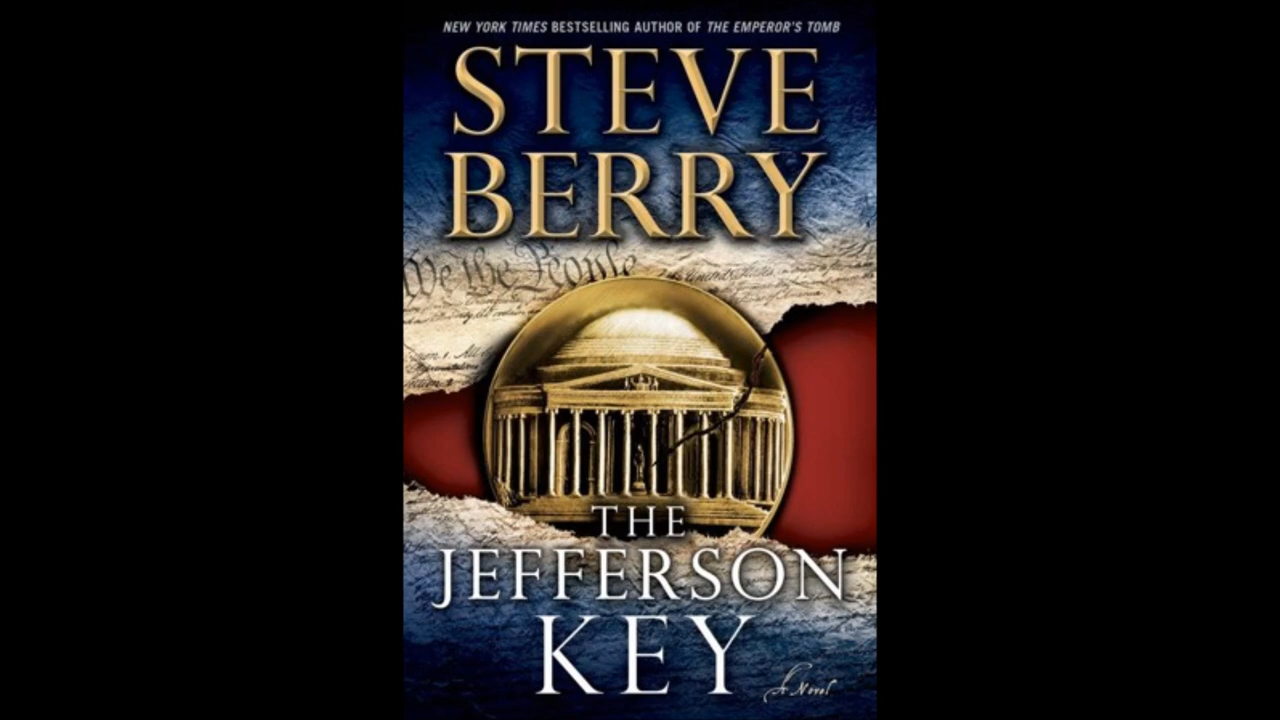 NEW YORK TIMES BESTSELLING AUTHOR OF THE EMPEROR'S TOMB
STEVE
BERRY
We the People
THE
JEFFERSON
KEY
A Novel